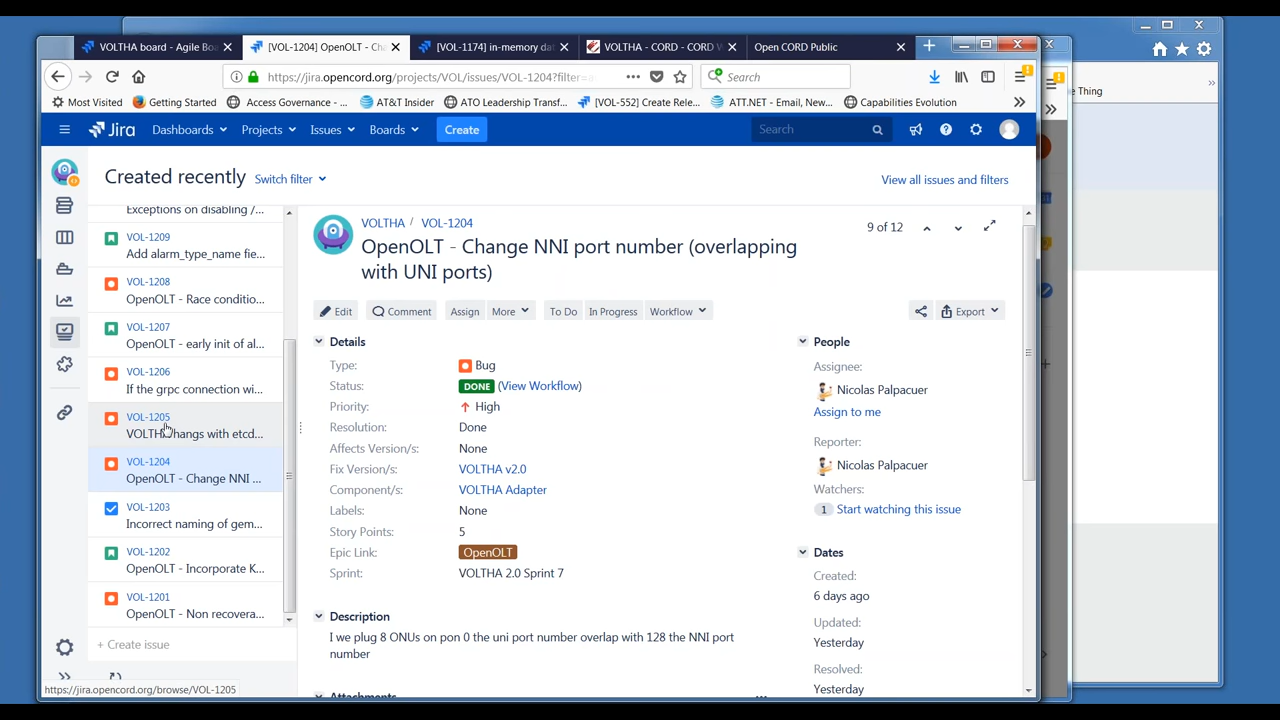 VOLTHA board - Agile Boa
[VOL-1204] OpenOLT - Cha
[VOL-1174] in-memory dat
VOLTHA - CORD - CORD W
Open CORD Public
https://jira.opencord.org/projects/VOL/issues/VOL-1204?filter=a
Search
Most Visited
Getting Started
Access Governance - ...
AT&T Insider
ATO Leadership Transf...
[VOL-552] Create Rele...
ATT.NET - Email, New...
Capabilities Evolution
e Thing
Jira
Dashboards
Projects
Issues
Boards
Create
Search
Created recently
Switch filter
View all issues and filters
Exceptions on disabling /...
VOL-1209
Add alarm_type_name fie...
VOL-1208
OpenOLT - Race conditio...
VOL-1207
OpenOLT - early init of al...
VOL-1206
If the grpc connection wi...
VOL-1205
VOLTHA hangs with etcd...
VOL-1204
OpenOLT - Change NNI ...
VOL-1203
Incorrect naming of gem...
VOL-1202
OpenOLT - Incorporate K...
VOL-1201
OpenOLT - Non recovera...
+ Create issue
https://jira.opencord.org/browse/VOL-1205
VOLTHA / VOL-1204
9 of 12
OpenOLT - Change NNI port number (overlapping
with UNI ports)
Edit
Comment
Assign
More
To Do
In Progress
Workflow
Export
Details
Type: Bug
Status: DONE (View Workflow)
Priority: High
Resolution: Done
Affects Version/s: None
Fix Version/s: VOLTHA v2.0
Component/s: VOLTHA Adapter
Labels: None
Story Points: 5
Epic Link: OpenOLT
Sprint: VOLTHA 2.0 Sprint 7
Description
I we plug 8 ONUs on pon 0 the uni port number overlap with 128 the NNI port
number
Attachments
People
Assignee:
Nicolas Palpacuer
Assign to me
Reporter:
Nicolas Palpacuer
Watchers:
1 Start watching this issue
Dates
Created:
6 days ago
Updated:
Yesterday
Resolved:
Yesterday